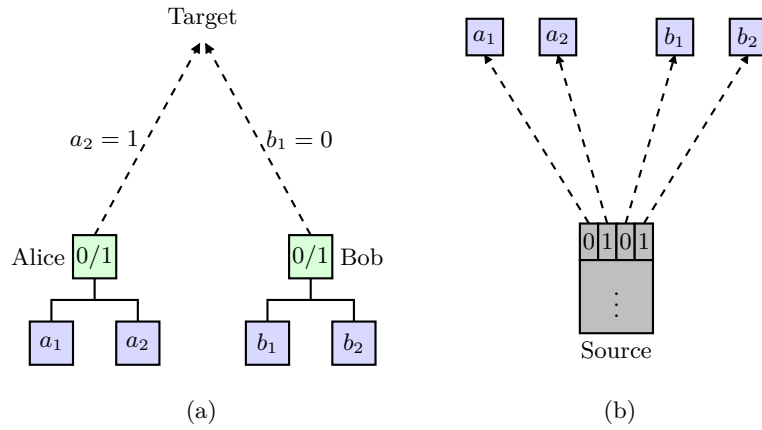 Target
a₂ = 1
b₁ = 0
Alice
0/1
0/1
Bob
a₁
a₂
b₁
b₂
(a)
a₁
a₂
b₁
b₂
0 1 0 1
⋮
Source
(b)